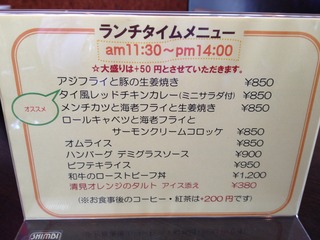 ランチタイムメニュー
am11:30～pm14:00
☆大盛りは+50円とさせていただきます。
アジフライと豚の生姜焼き ¥850
タイ風レッドチキンカレー(ミニサラダ付) ¥850
オススメ
メンチカツと海老フライと生姜焼き ¥850
ロールキャベツと海老フライと
サーモンクリームコロッケ ¥850
オムライス ¥850
ハンバーグ デミグラスソース ¥900
ビフテキライス ¥950
和牛のローストビーフ丼 ¥1,200
清見オレンジのタルト アイス添え ¥380
(※お食事後のコーヒー・紅茶は+200円です)
SHIMBI